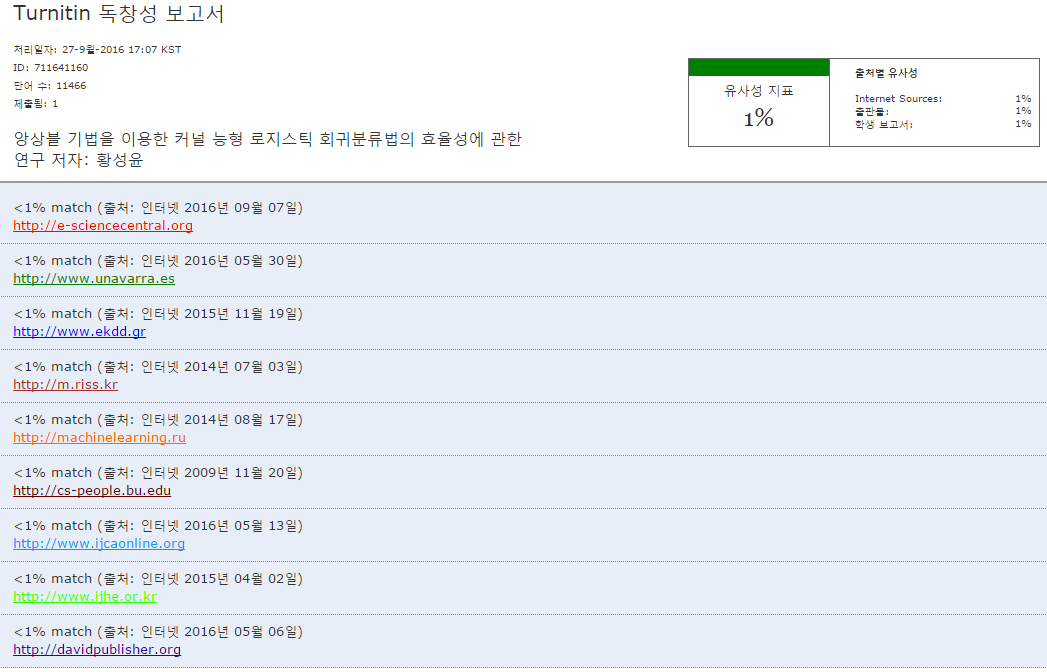 Turnitin 독창성 보고서
처리일자: 27-9월-2016 17:07 KST
ID: 711641160
단어 수: 11466
제출됨: 1
앙상블 기법을 이용한 커널 능형 로지스틱 회귀분류법의 효율성에 관한
연구 저자: 황성윤
유사성 지표
1%
출처별 유사성
Internet Sources: 1%
출판물: 1%
학생 보고서: 1%
<1% match (출처: 인터넷 2016년 09월 07일)
http://e-sciencecentral.org
<1% match (출처: 인터넷 2016년 05월 30일)
http://www.unavarra.es
<1% match (출처: 인터넷 2015년 11월 19일)
http://www.ekdd.gr
<1% match (출처: 인터넷 2014년 07월 03일)
http://m.riss.kr
<1% match (출처: 인터넷 2014년 08월 17일)
http://machinelearning.ru
<1% match (출처: 인터넷 2009년 11월 20일)
http://cs-people.bu.edu
<1% match (출처: 인터넷 2016년 05월 13일)
http://www.ijcaonline.org
<1% match (출처: 인터넷 2015년 04월 02일)
http://www.ijhe.or.kr
<1% match (출처: 인터넷 2016년 05월 06일)
http://davidpublisher.org